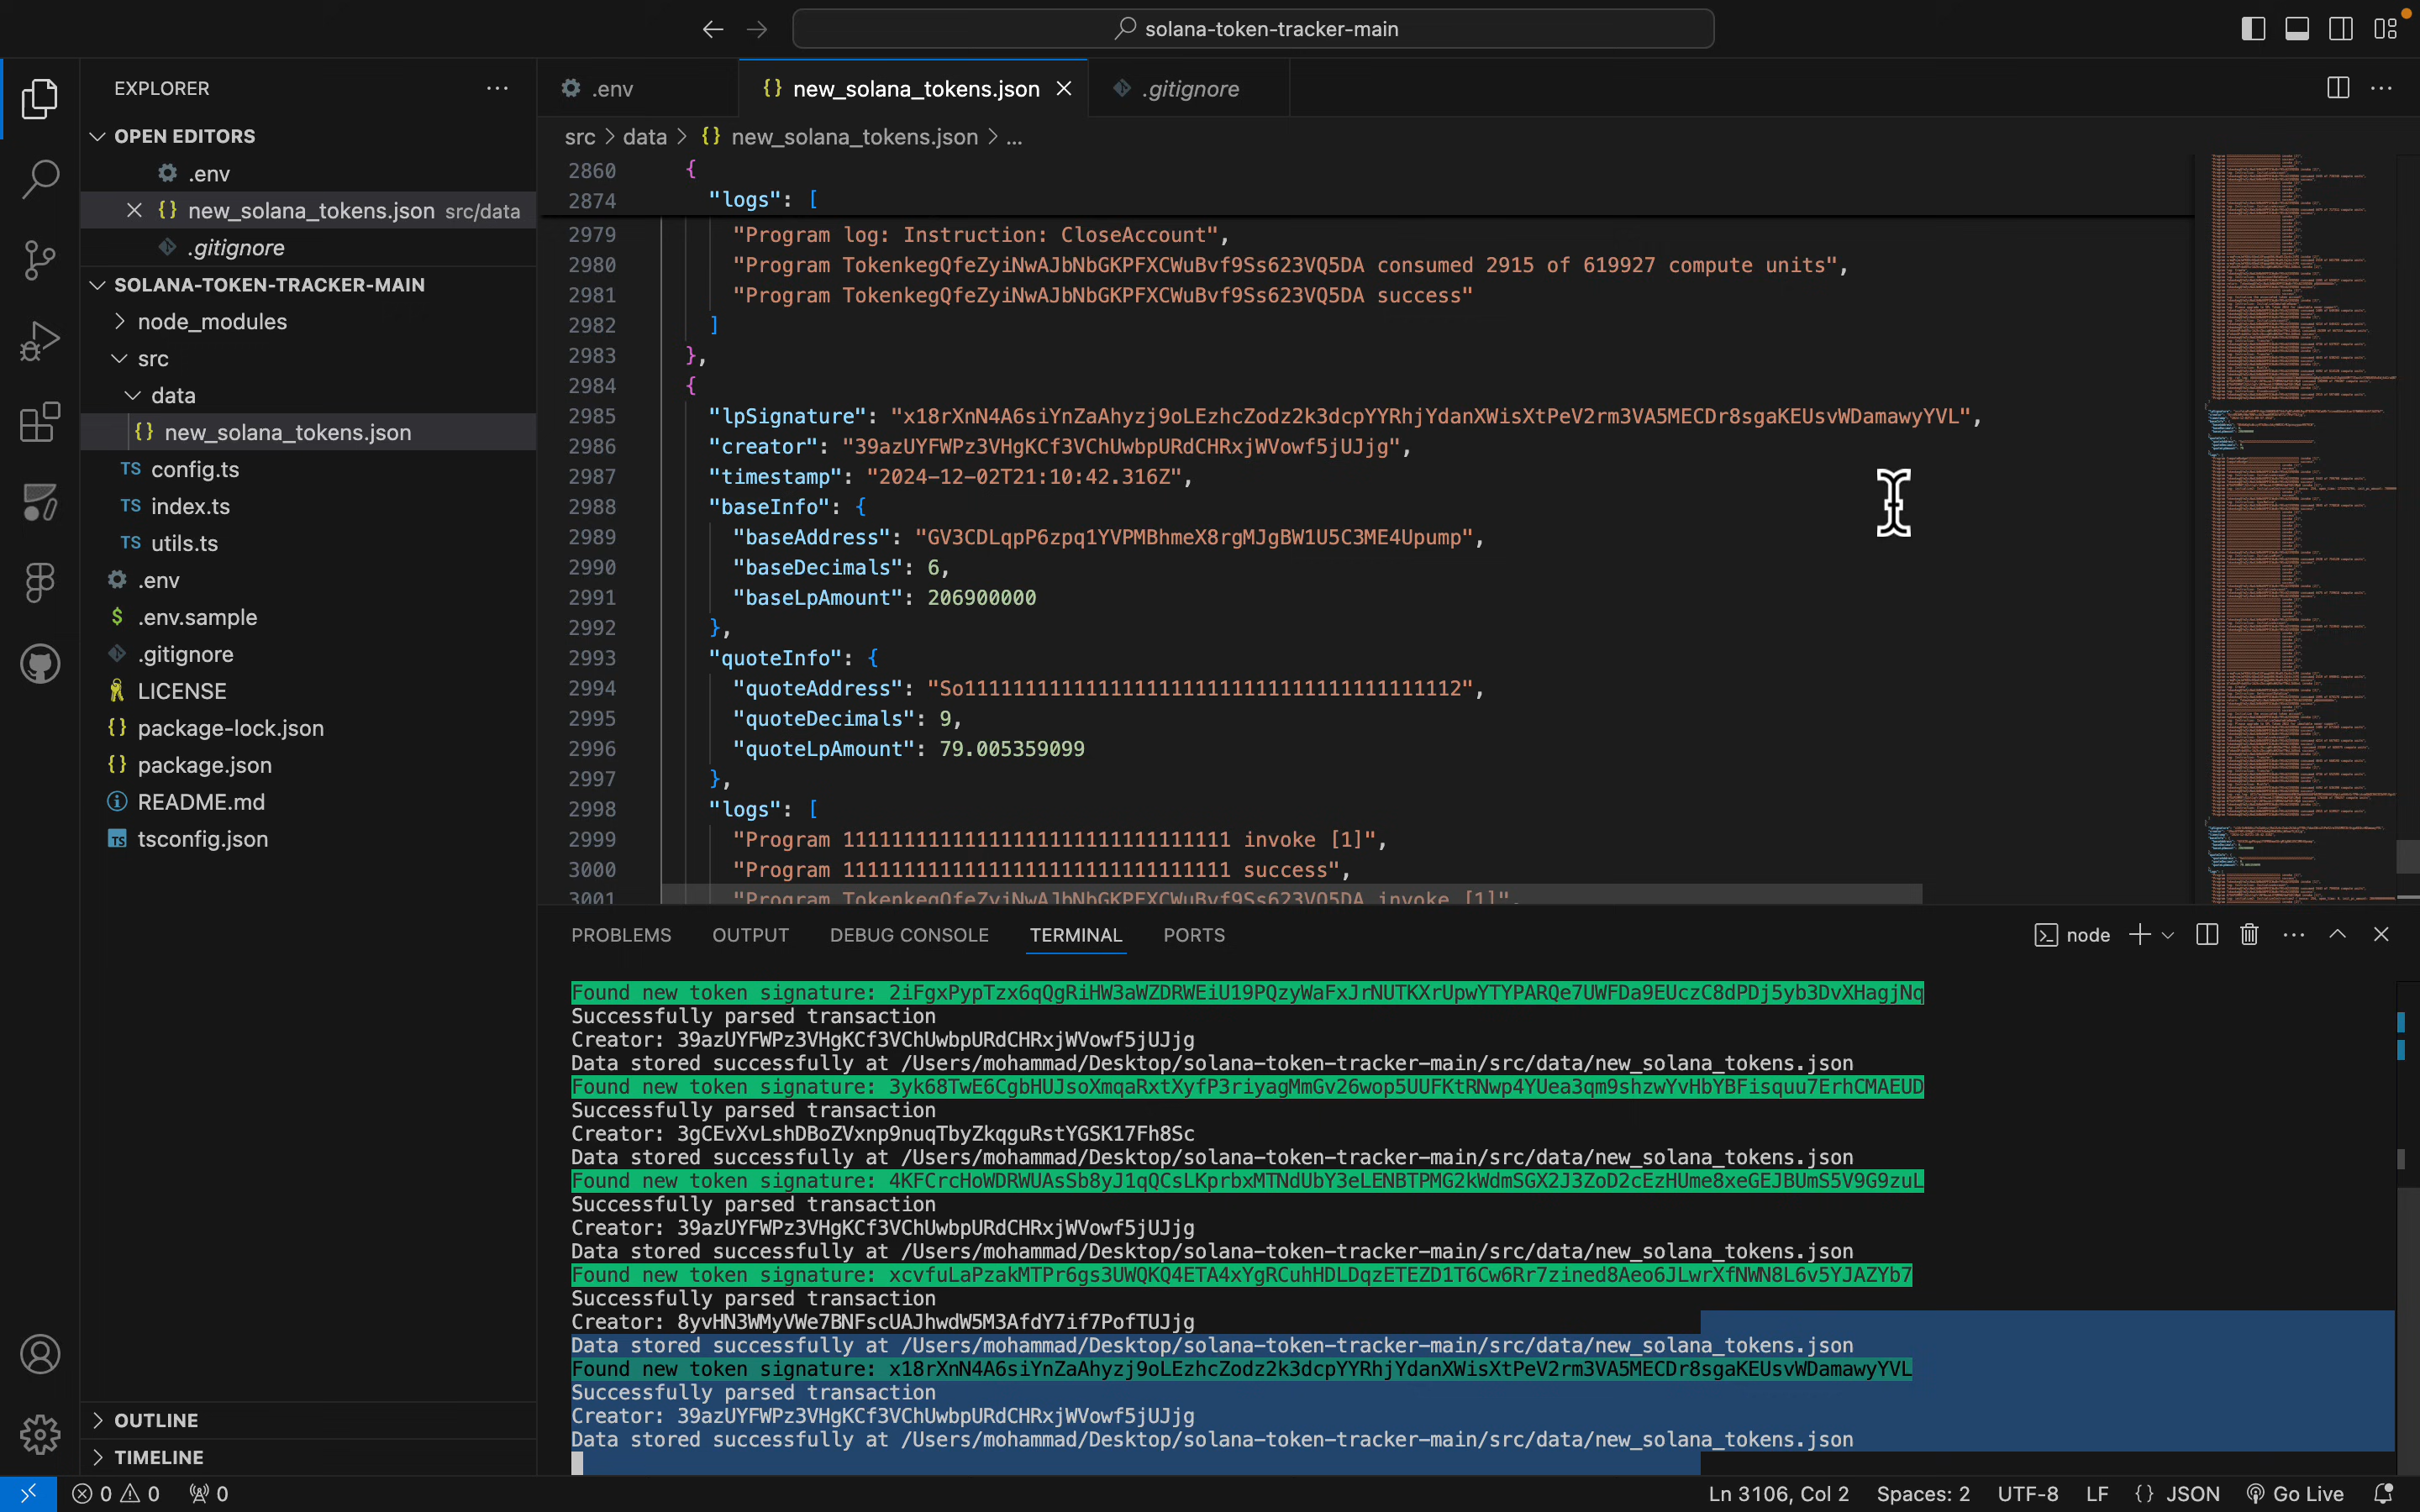 solana-token-tracker-main
EXPLORER
OPEN EDITORS
.env
new_solana_tokens.json src/data
.gitignore
SOLANA-TOKEN-TRACKER-MAIN
node_modules
src
data
{} new_solana_tokens.json
TS config.ts
TS index.ts
TS utils.ts
.env
$ .env.sample
.gitignore
LICENSE
{} package-lock.json
{} package.json
README.md
TS tsconfig.json
OUTLINE
TIMELINE
.env
{} new_solana_tokens.json
.gitignore
src > data > {} new_solana_tokens.json > ...
2860 {
2874 "logs": [
2979 "Program log: Instruction: CloseAccount",
2980 "Program TokenkegQfeZyiNwAJbNbGKPFXCWuBvf9Ss623VQ5DA consumed 2915 of 619927 compute units",
2981 "Program TokenkegQfeZyiNwAJbNbGKPFXCWuBvf9Ss623VQ5DA success"
2982 ]
2983 },
2984 {
2985 "lpSignature": "x18rXnN4A6siYnZaAhyzj9oLEzhcZodz2k3dcpYYRhjYdanXWisXtPeV2rm3VA5MECDr8sgaKEUsvWDamawyYVL",
2986 "creator": "39azUYFWPz3VHgKCf3VChUwbpURdCHRxjWVowf5jUJjg",
2987 "timestamp": "2024-12-02T21:10:42.316Z",
2988 "baseInfo": {
2989 "baseAddress": "GV3CDLqpP6zpq1YVPMBhmeX8rgMJgBW1U5C3ME4Upump",
2990 "baseDecimals": 6,
2991 "baseLpAmount": 206900000
2992 },
2993 "quoteInfo": {
2994 "quoteAddress": "So11111111111111111111111111111111111111112",
2995 "quoteDecimals": 9,
2996 "quoteLpAmount": 79.005359099
2997 },
2998 "logs": [
2999 "Program 11111111111111111111111111111111 invoke [1]",
3000 "Program 11111111111111111111111111111111 success",
3001 "Program TokenkegQfeZyiNwAJbNbGKPFXCWuBvf9Ss623VQ5DA invoke [1]",
PROBLEMS OUTPUT DEBUG CONSOLE TERMINAL PORTS
node
Found new token signature: 2iFgxPypTzx6qQgRiHW3aWZDRWEiU19PQzyWaFxJrNUTKXrUpwYTYPARQe7UWFDa9EUczC8dPDj5yb3DvXHagjNq
Successfully parsed transaction
Creator: 39azUYFWPz3VHgKCf3VChUwbpURdCHRxjWVowf5jUJjg
Data stored successfully at /Users/mohammad/Desktop/solana-token-tracker-main/src/data/new_solana_tokens.json
Found new token signature: 3yk68TwE6CgbHUJsoXmqaRxtXyfP3riyagMmGv26wop5UUFKtRNwp4YUea3qm9shzwYvHbYBFisquu7ErhCMAEUD
Successfully parsed transaction
Creator: 3gCEvXvLshDBoZVxnp9nuqTbyZkqguRstYGSK17Fh8Sc
Data stored successfully at /Users/mohammad/Desktop/solana-token-tracker-main/src/data/new_solana_tokens.json
Found new token signature: 4KFCrcHoWDRWUAsSb8yJ1qQCsLKprbxMTNdUbY3eLENBTPMG2kWdmSGX2J3ZoD2cEzHUme8xeGEJBUmS5V9G9zuL
Successfully parsed transaction
Creator: 39azUYFWPz3VHgKCf3VChUwbpURdCHRxjWVowf5jUJjg
Data stored successfully at /Users/mohammad/Desktop/solana-token-tracker-main/src/data/new_solana_tokens.json
Found new token signature: xcvfuLaPzakMTPr6gs3UWQKQ4ETA4xYgRCuhHDLDqzETEZD1T6Cw6Rr7zined8Aeo6JLwrXfNWN8L6v5YJAZYb7
Successfully parsed transaction
Creator: 8yvHN3WMyVWe7BNFscUAJhwdW5M3AfdY7if7PofTUJjg
Data stored successfully at /Users/mohammad/Desktop/solana-token-tracker-main/src/data/new_solana_tokens.json
Found new token signature: x18rXnN4A6siYnZaAhyzj9oLEzhcZodz2k3dcpYYRhjYdanXWisXtPeV2rm3VA5MECDr8sgaKEUsvWDamawyYVL
Successfully parsed transaction
Creator: 39azUYFWPz3VHgKCf3VChUwbpURdCHRxjWVowf5jUJjg
Data stored successfully at /Users/mohammad/Desktop/solana-token-tracker-main/src/data/new_solana_tokens.json
0 0 0 Ln 3106, Col 2 Spaces: 2 UTF-8 LF {} JSON Go Live